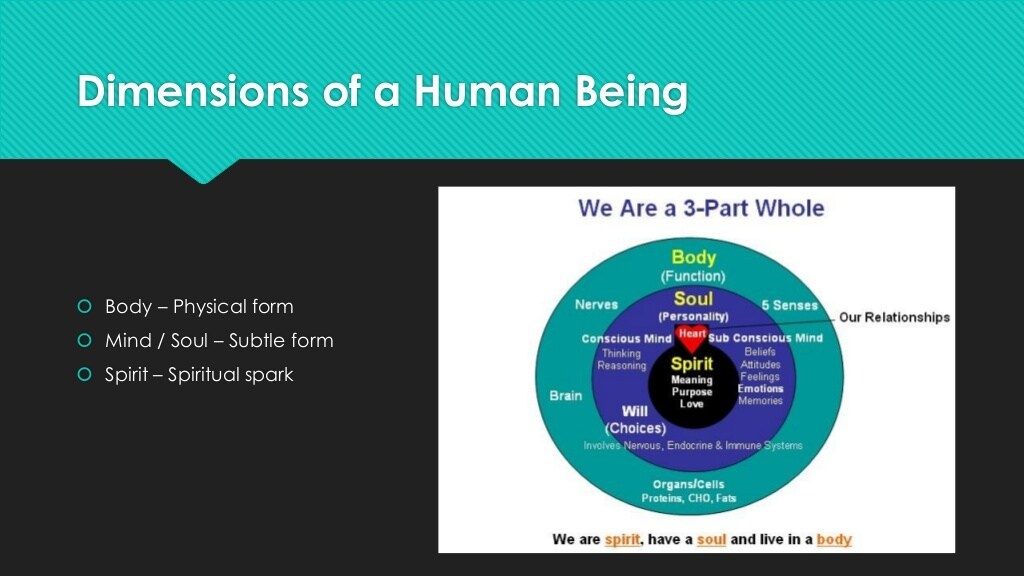 Dimensions of a Human Being
Body – Physical form
Mind / Soul – Subtle form
Spirit – Spiritual spark
We Are a 3-Part Whole
Body
(Function)
Nerves
Soul
5 Senses
(Personality)
Our Relationships
Conscious Mind
Heart
Sub Conscious Mind
Thinking
Reasoning
Spirit
Meaning
Purpose
Love
Beliefs
Attitudes
Feelings
Emotions
Memories
Brain
Will
(Choices)
Involves Nervous, Endocrine & Immune Systems
Organs/Cells
Proteins, CHO, Fats
We are spirit, have a soul and live in a body